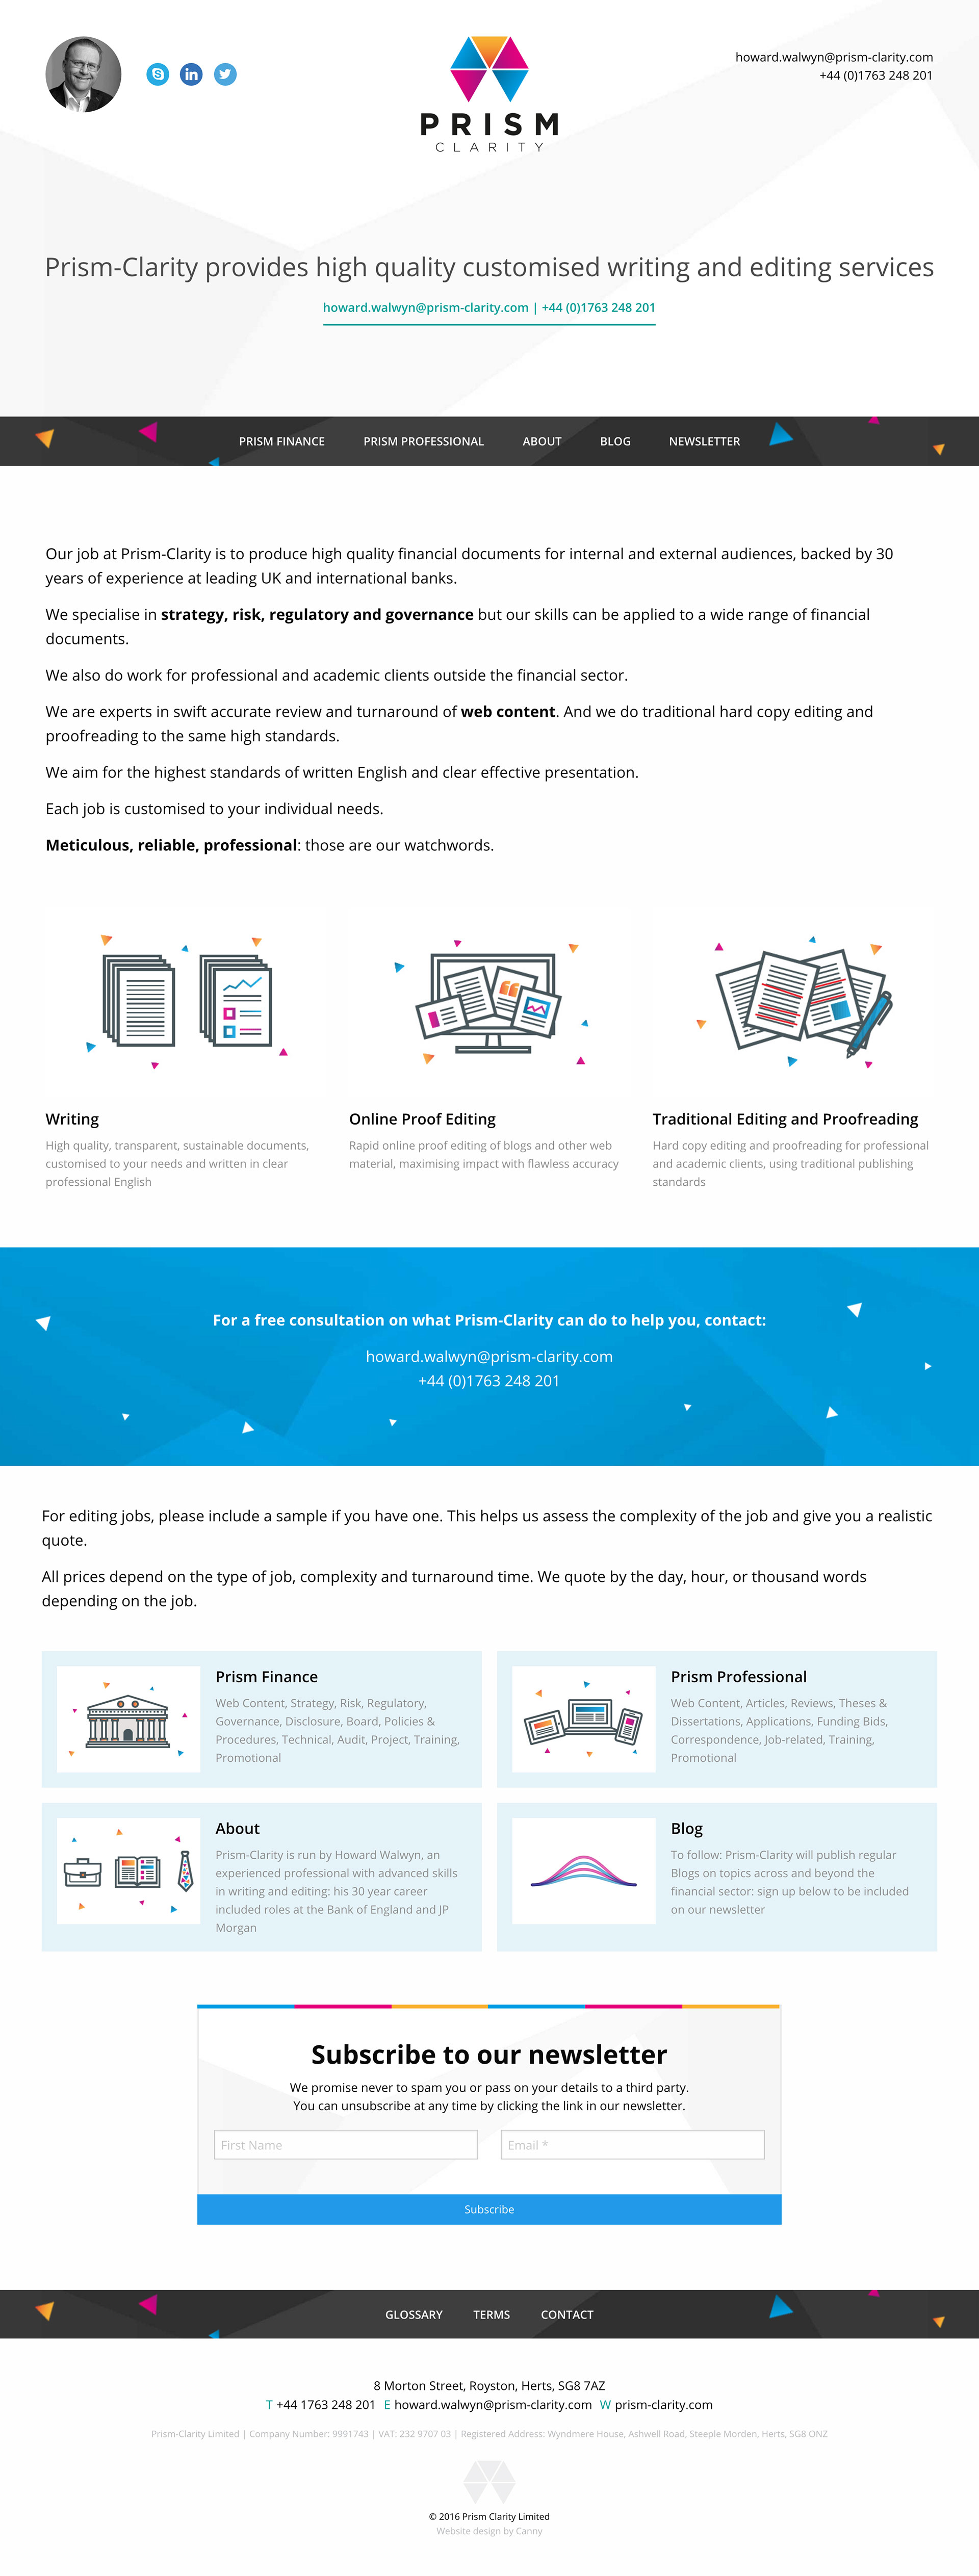 howard.walwyn@prism-clarity.com
+44 (0)1763 248 201
PRISM
CLARITY
Prism-Clarity provides high quality customised writing and editing services
howard.walwyn@prism-clarity.com | +44 (0)1763 248 201
PRISM FINANCE PRISM PROFESSIONAL ABOUT BLOG NEWSLETTER
Our job at Prism-Clarity is to produce high quality financial documents for internal and external audiences, backed by 30
years of experience at leading UK and international banks.
We specialise in strategy, risk, regulatory and governance but our skills can be applied to a wide range of financial
documents.
We also do work for professional and academic clients outside the financial sector.
We are experts in swift accurate review and turnaround of web content. And we do traditional hard copy editing and
proofreading to the same high standards.
We aim for the highest standards of written English and clear effective presentation.
Each job is customised to your individual needs.
Meticulous, reliable, professional: those are our watchwords.
Writing
High quality, transparent, sustainable documents,
customised to your needs and written in clear
professional English
Online Proof Editing
Rapid online proof editing of blogs and other web
material, maximising impact with flawless accuracy
Traditional Editing and Proofreading
Hard copy editing and proofreading for professional
and academic clients, using traditional publishing
standards
For a free consultation on what Prism-Clarity can do to help you, contact:
howard.walwyn@prism-clarity.com
+44 (0)1763 248 201
For editing jobs, please include a sample if you have one. This helps us assess the complexity of the job and give you a realistic
quote.
All prices depend on the type of job, complexity and turnaround time. We quote by the day, hour, or thousand words
depending on the job.
Prism Finance
Web Content, Strategy, Risk, Regulatory,
Governance, Disclosure, Board, Policies &
Procedures, Technical, Audit, Project, Training,
Promotional
Prism Professional
Web Content, Articles, Reviews, Theses &
Dissertations, Applications, Funding Bids,
Correspondence, Job-related, Training,
Promotional
About
Prism-Clarity is run by Howard Walwyn, an
experienced professional with advanced skills
in writing and editing: his 30 year career
included roles at the Bank of England and JP
Morgan
Blog
To follow: Prism-Clarity will publish regular
Blogs on topics across and beyond the
financial sector: sign up below to be included
on our newsletter
Subscribe to our newsletter
We promise never to spam you or pass on your details to a third party.
You can unsubscribe at any time by clicking the link in our newsletter.
First Name Email *
Subscribe
GLOSSARY TERMS CONTACT
8 Morton Street, Royston, Herts, SG8 7AZ
T +44 1763 248 201 E howard.walwyn@prism-clarity.com W prism-clarity.com
Prism-Clarity Limited | Company Number: 9991743 | VAT: 232 9707 03 | Registered Address: Wyndmere House, Ashwell Road, Steeple Morden, Herts, SG8 0NZ
© 2016 Prism Clarity Limited
Website design by Canny